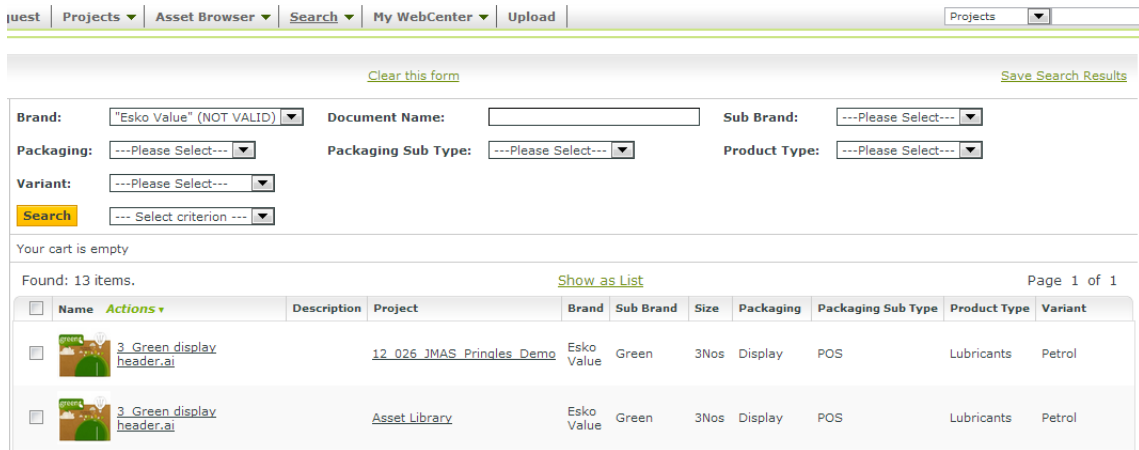 uest Projects Asset Browser Search My WebCenter Upload Projects
Clear this form Save Search Results
Brand: "Esko Value" (NOT VALID) Document Name: Sub Brand: ---Please Select---
Packaging: ---Please Select--- Packaging Sub Type: ---Please Select--- Product Type: ---Please Select---
Variant: ---Please Select---
Search --- Select criterion ---
Your cart is empty
Found: 13 items. Show as List Page 1 of 1
Name Actions Description Project Brand Sub Brand Size Packaging Packaging Sub Type Product Type Variant
green
3_Green display header.ai 12_026_JMAS_Pringles_Demo Esko Value Green 3Nos Display POS Lubricants Petrol
green
3_Green display header.ai Asset Library Esko Value Green 3Nos Display POS Lubricants Petrol